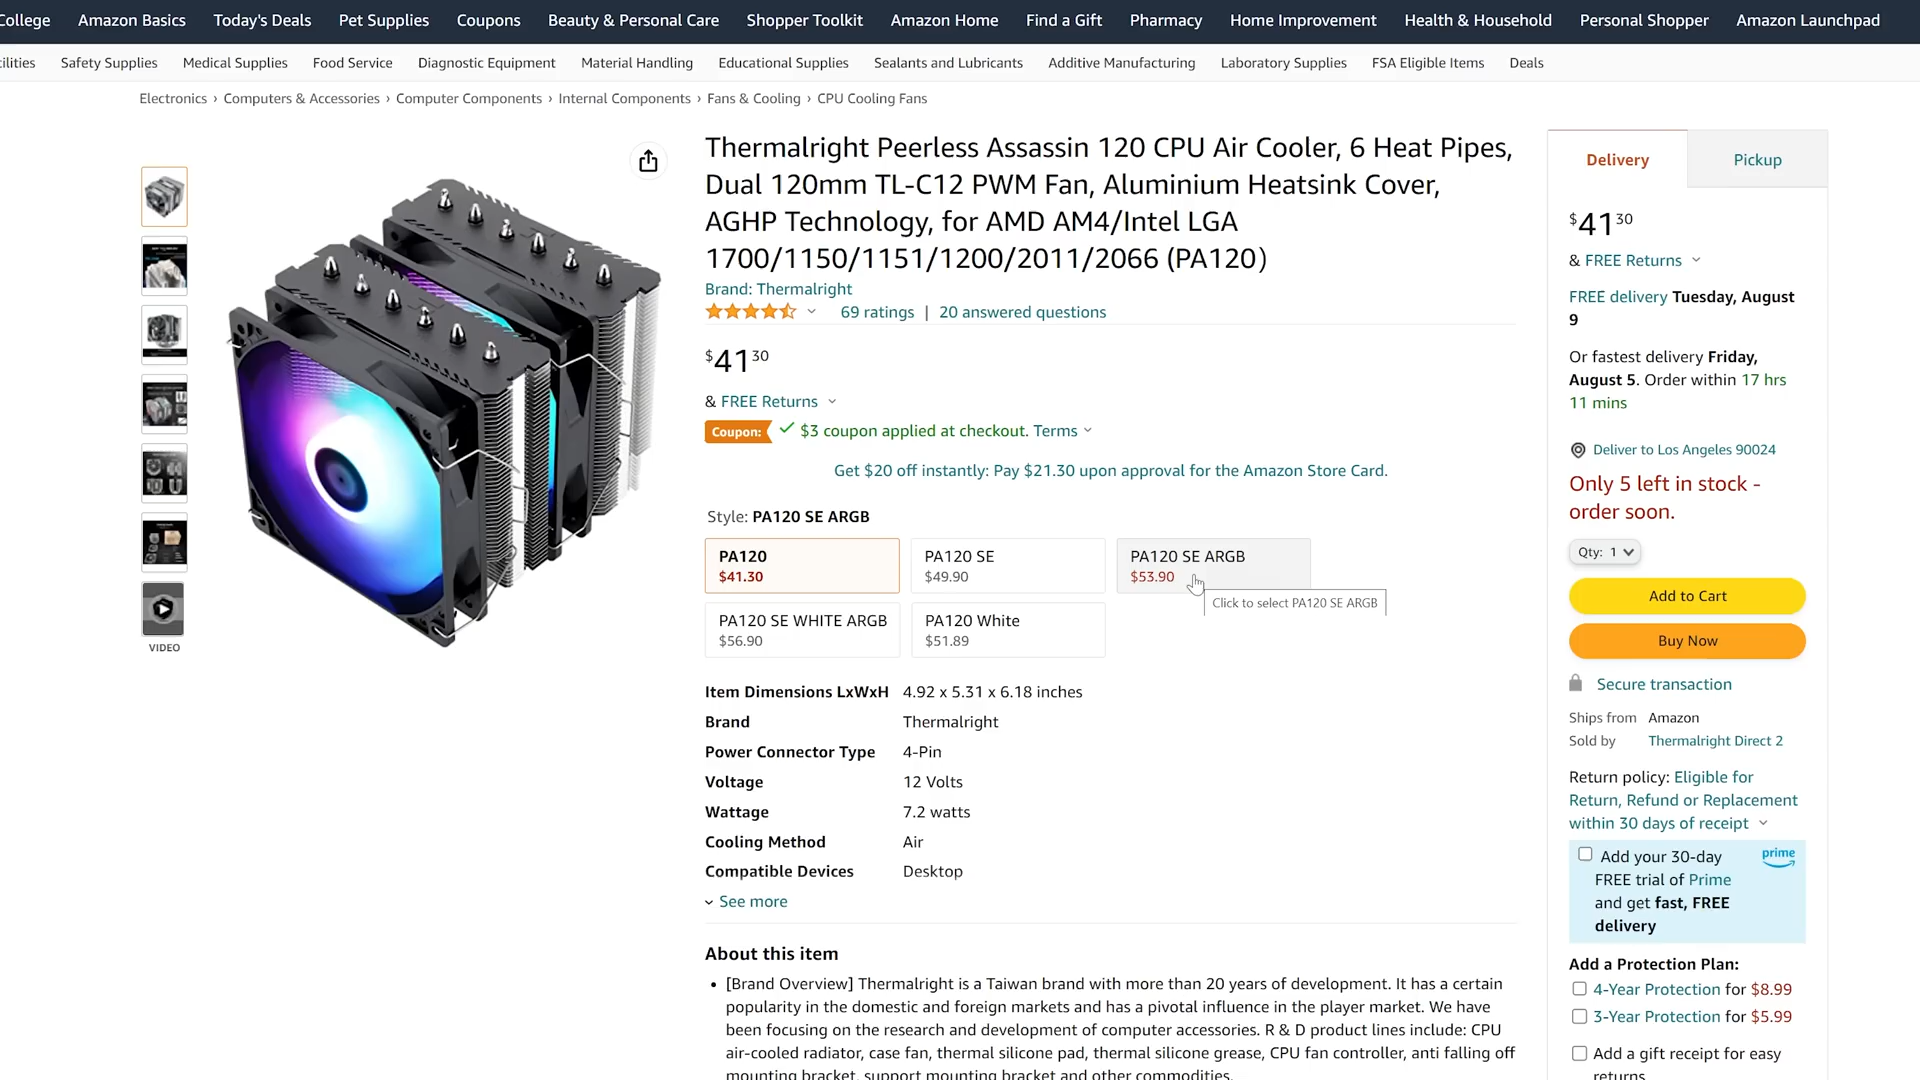 College Amazon Basics Today's Deals Pet Supplies Coupons Beauty & Personal Care Shopper Toolkit Amazon Home Find a Gift Pharmacy Home Improvement Health & Household Personal Shopper Amazon Launchpad
ilities Safety Supplies Medical Supplies Food Service Diagnostic Equipment Material Handling Educational Supplies Sealants and Lubricants Additive Manufacturing Laboratory Supplies FSA Eligible Items Deals
Electronics › Computers & Accessories › Computer Components › Internal Components › Fans & Cooling › CPU Cooling Fans
VIDEO
Thermalright Peerless Assassin 120 CPU Air Cooler, 6 Heat Pipes,
Dual 120mm TL-C12 PWM Fan, Aluminium Heatsink Cover,
AGHP Technology, for AMD AM4/Intel LGA
1700/1150/1151/1200/2011/2066 (PA120)
Brand: Thermalright
69 ratings | 20 answered questions
$41 30
& FREE Returns
Coupon: $3 coupon applied at checkout. Terms
Get $20 off instantly: Pay $21.30 upon approval for the Amazon Store Card.
Style: PA120 SE ARGB
PA120
$41.30
PA120 SE
$49.90
PA120 SE ARGB
$53.90
Click to select PA120 SE ARGB
PA120 SE WHITE ARGB
$56.90
PA120 White
$51.89
Item Dimensions LxWxH 4.92 x 5.31 x 6.18 inches
Brand Thermalright
Power Connector Type 4-Pin
Voltage 12 Volts
Wattage 7.2 watts
Cooling Method Air
Compatible Devices Desktop
See more
About this item
• [Brand Overview] Thermalright is a Taiwan brand with more than 20 years of development. It has a certain
popularity in the domestic and foreign markets and has a pivotal influence in the player market. We have
been focusing on the research and development of computer accessories. R & D product lines include: CPU
air-cooled radiator, case fan, thermal silicone pad, thermal silicone grease, CPU fan controller, anti falling off
mounting bracket, support mounting bracket and other commodities.
Delivery Pickup
$41 30
& FREE Returns
FREE delivery Tuesday, August
9
Or fastest delivery Friday,
August 5. Order within 17 hrs
11 mins
Deliver to Los Angeles 90024
Only 5 left in stock -
order soon.
Qty: 1
Add to Cart
Buy Now
Secure transaction
Ships from Amazon
Sold by Thermalright Direct 2
Return policy: Eligible for
Return, Refund or Replacement
within 30 days of receipt
Add your 30-day prime
FREE trial of Prime
and get fast, FREE
delivery
Add a Protection Plan:
4-Year Protection for $8.99
3-Year Protection for $5.99
Add a gift receipt for easy
returns